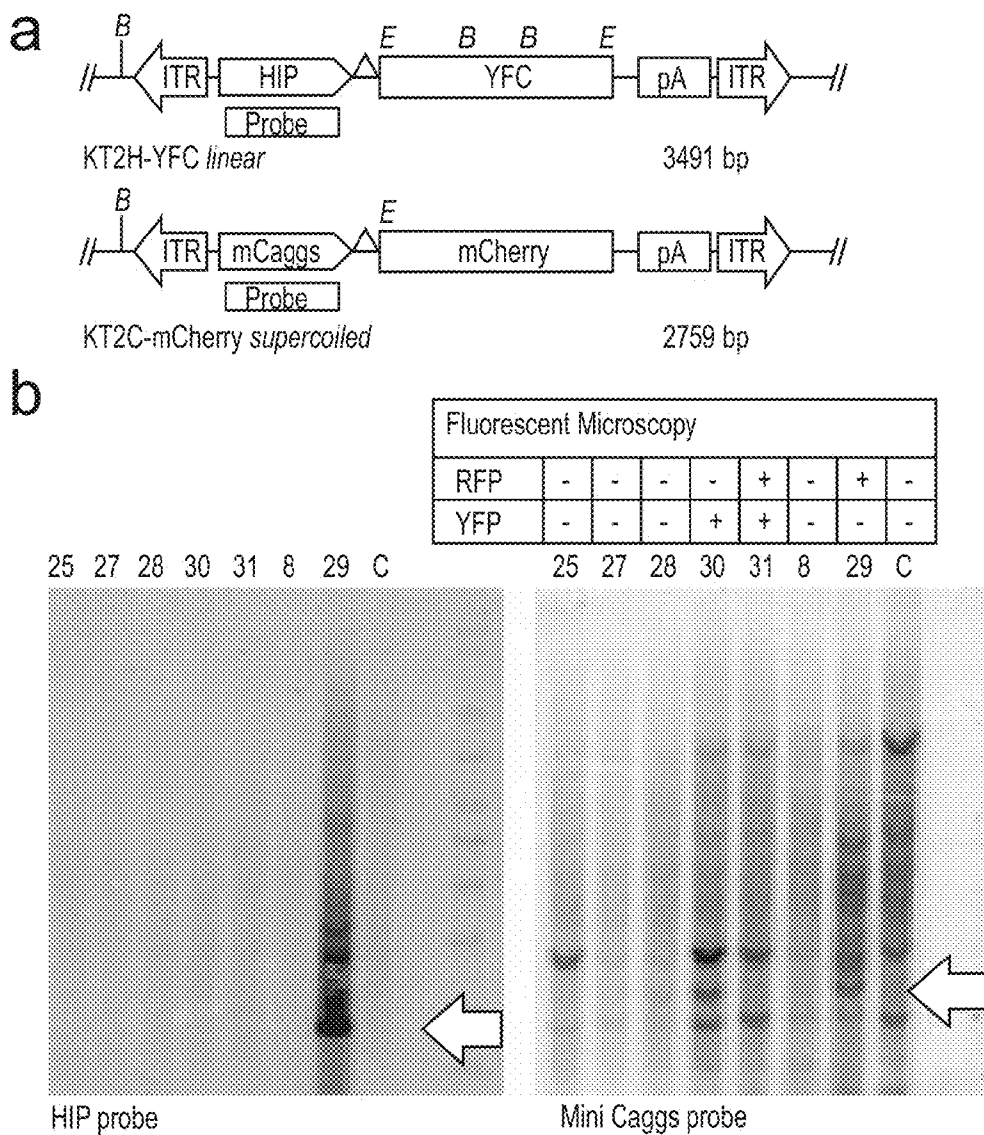 a
B E B B E
// ITR HIP YFC pA ITR //
Probe
KT2H-YFC linear 3491 bp
B E
// ITR mCaggs mCherry pA ITR //
Probe
KT2C-mCherry supercoiled 2759 bp
b
Fluorescent Microscopy
RFP - - - - + - + -
YFP - - - + + - - -
25 27 28 30 31 8 29 C 25 27 28 30 31 8 29 C
HIP probe Mini Caggs probe